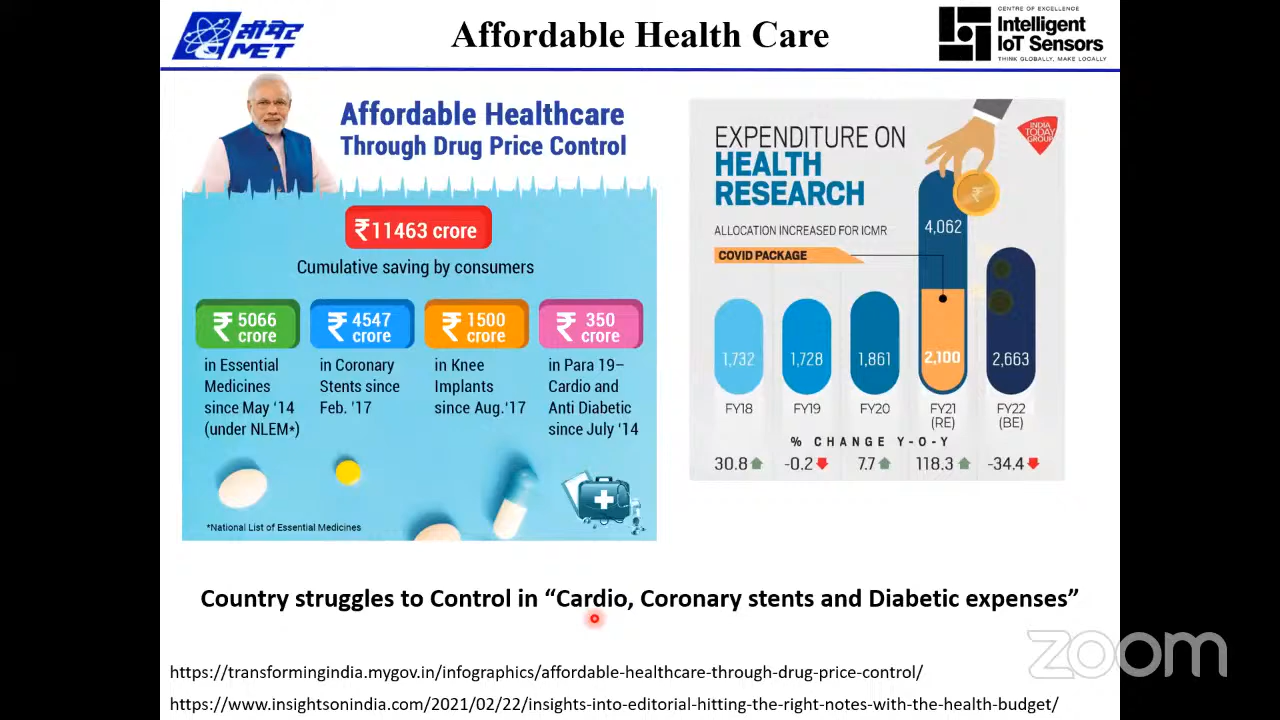 सी-मेट
C MET
Affordable Health Care
CENTRE OF EXCELLENCE
Intelligent
IoT Sensors
THINK GLOBALLY, MAKE LOCALLY
Affordable Healthcare
Through Drug Price Control
₹11463 crore
Cumulative saving by consumers
₹ 5066 crore
in Essential
Medicines
since May '14
(under NLEM*)
₹ 4547 crore
in Coronary
Stents since
Feb. '17
₹ 1500 crore
in Knee
Implants
since Aug.'17
₹ 350 crore
in Para 19–
Cardio and
Anti Diabetic
since July '14
*National List of Essential Medicines
EXPENDITURE ON
HEALTH
RESEARCH
INDIA
TODAY
GROUP
ALLOCATION INCREASED FOR ICMR
COVID PACKAGE
₹
4,062
1,732 1,728 1,861 2,100 2,663
FY18 FY19 FY20 FY21 (RE) FY22 (BE)
% CHANGE Y-O-Y
30.8 -0.2 7.7 118.3 -34.4
Country struggles to Control in “Cardio, Coronary stents and Diabetic expenses”
zoom
https://transformingindia.mygov.in/infographics/affordable-healthcare-through-drug-price-control/
https://www.insightsonindia.com/2021/02/22/insights-into-editorial-hitting-the-right-notes-with-the-health-budget/